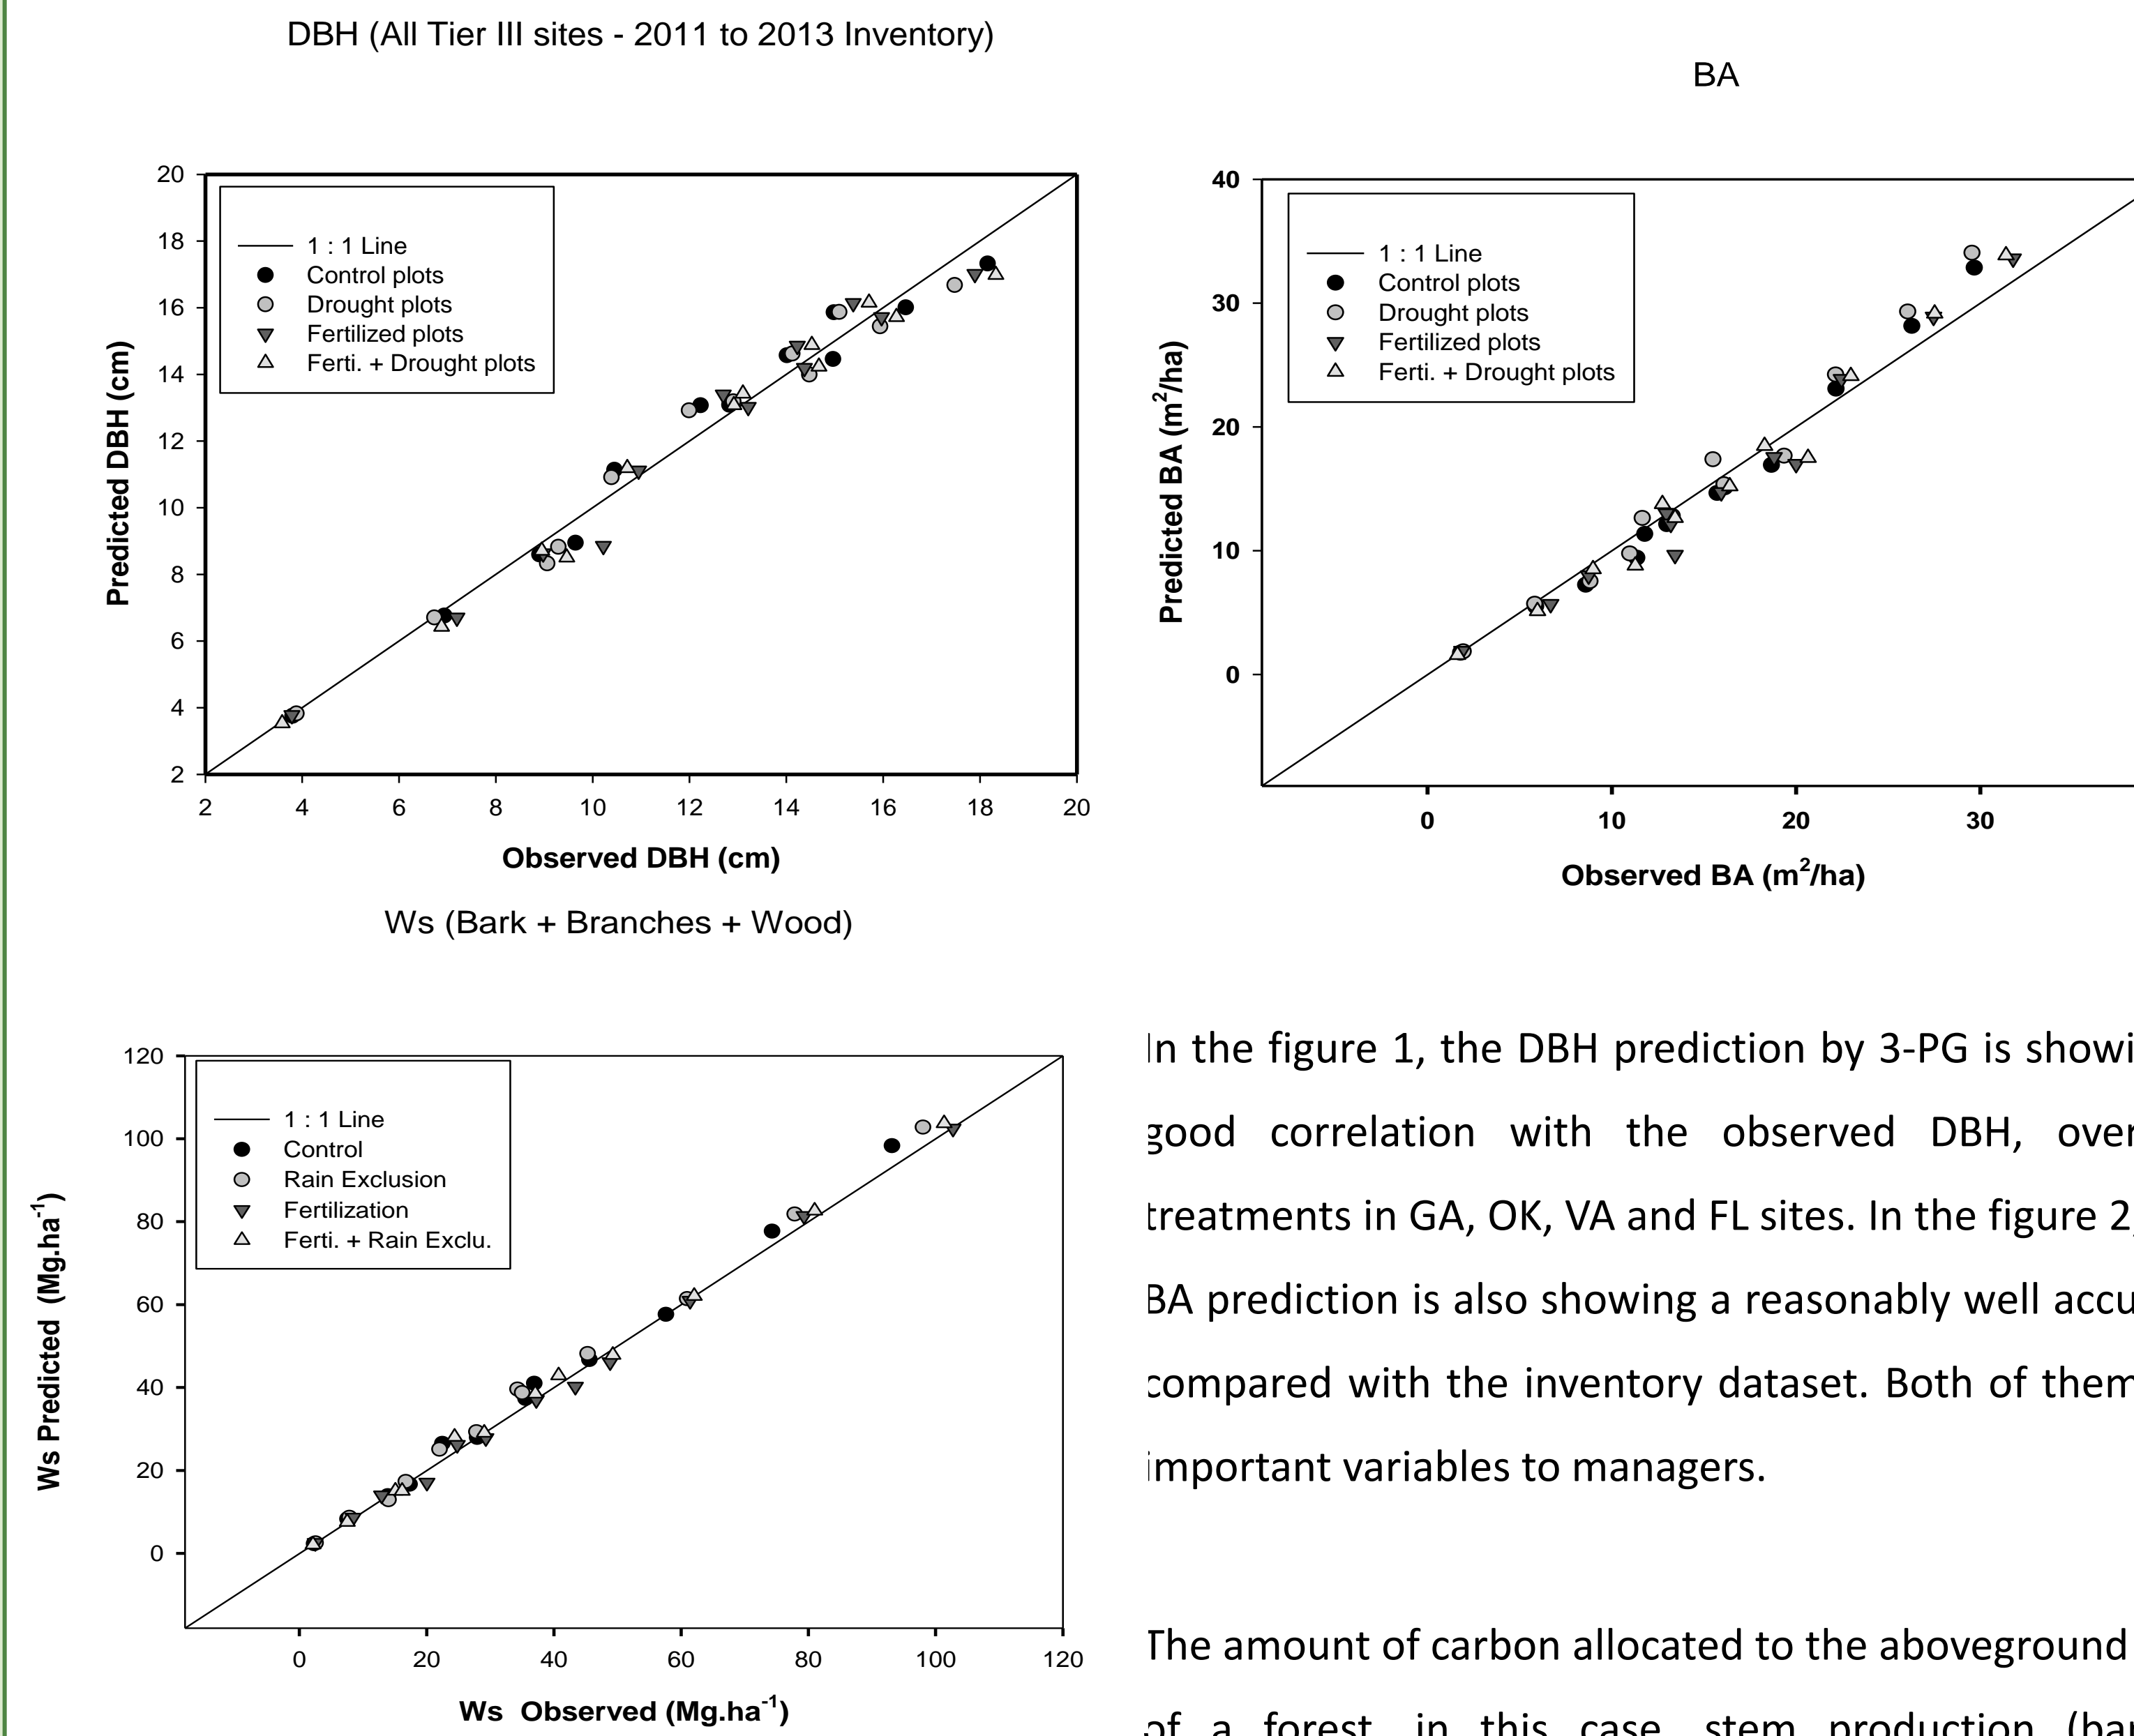 DBH (All Tier III sites - 2011 to 2013 Inventory)
20
18
16
14
12
10
8
6
4
2
Predicted DBH (cm)
1 : 1 Line
Control plots
Drought plots
Fertilized plots
Ferti. + Drought plots
2 4 6 8 10 12 14 16 18 20
Observed DBH (cm)
BA
40
30
20
10
0
Predicted BA (m²/ha)
1 : 1 Line
Control plots
Drought plots
Fertilized plots
Ferti. + Drought plots
0 10 20 30
Observed BA (m²/ha)
Ws (Bark + Branches + Wood)
120
100
80
60
40
20
0
Ws Predicted (Mg.ha⁻¹)
1 : 1 Line
Control
Rain Exclusion
Fertilization
Ferti. + Rain Exclu.
0 20 40 60 80 100 120
Ws Observed (Mg.ha⁻¹)
In the figure 1, the DBH prediction by 3-PG is showi
good correlation with the observed DBH, over
treatments in GA, OK, VA and FL sites. In the figure 2,
BA prediction is also showing a reasonably well accu
compared with the inventory dataset. Both of them
important variables to managers.
The amount of carbon allocated to the aboveground
of a forest, in this case, stem production (bar